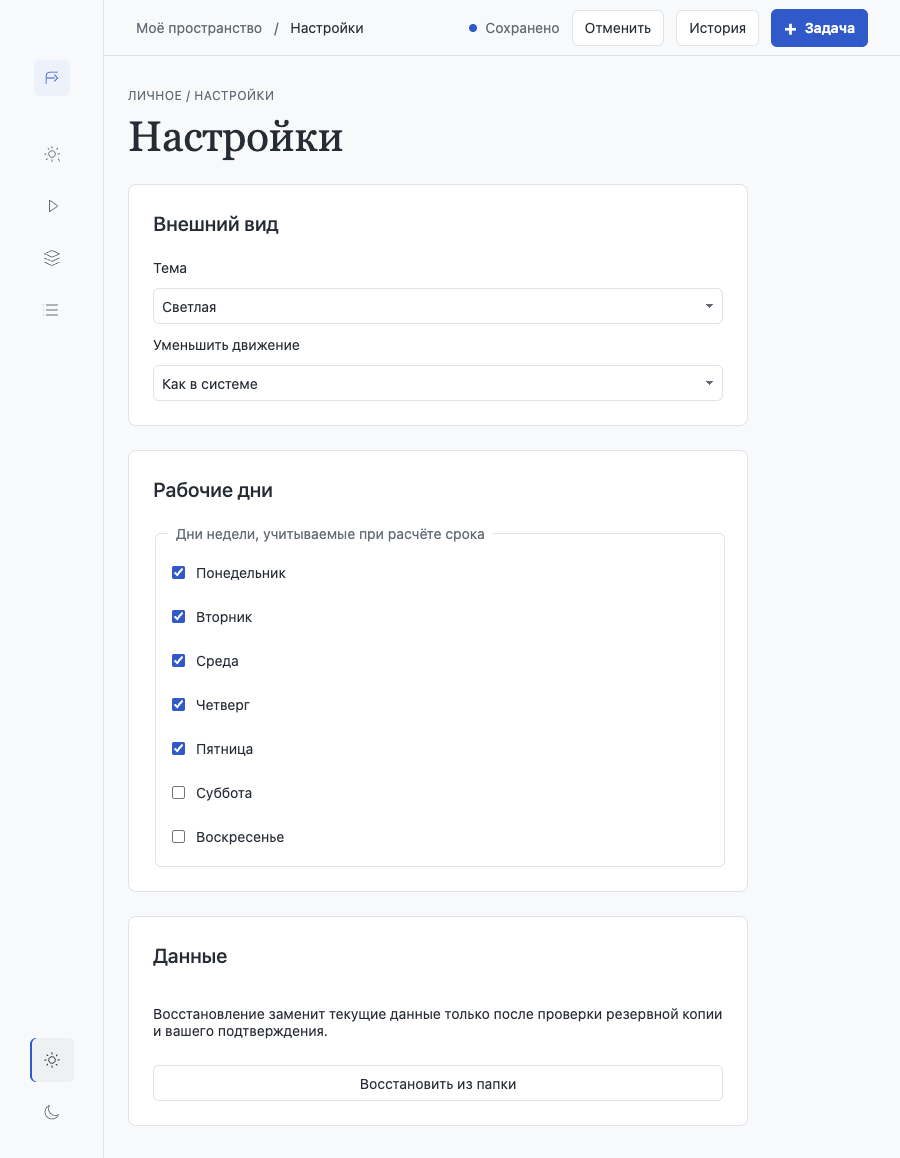 Моё пространство / Настройки
Сохранено
Отменить
История
+ Задача
ЛИЧНОЕ / НАСТРОЙКИ
Настройки
Внешний вид
Тема
Светлая
Уменьшить движение
Как в системе
Рабочие дни
Дни недели, учитываемые при расчёте срока
Понедельник
Вторник
Среда
Четверг
Пятница
Суббота
Воскресенье
Данные
Восстановление заменит текущие данные только после проверки резервной копии
и вашего подтверждения.
Восстановить из папки